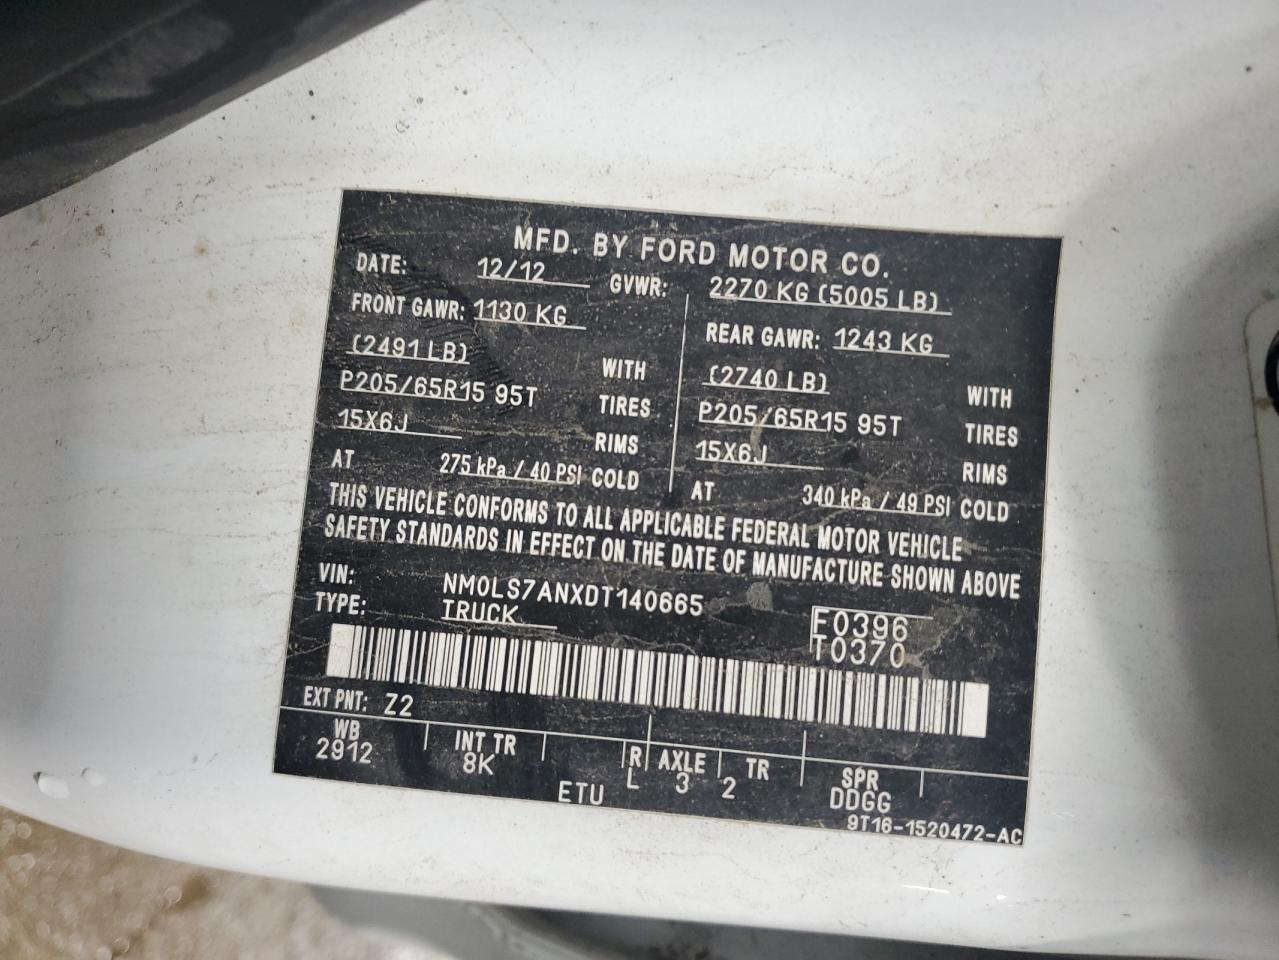 MFD. BY FORD MOTOR CO.
DATE: 12/12 GVWR: 2270 KG (5005 LB)
FRONT GAWR: 1130 KG REAR GAWR: 1243 KG
(2491 LB) WITH (2740 LB) WITH
P205/65R15 95T TIRES P205/65R15 95T TIRES
15X6J RIMS 15X6J RIMS
AT 275 kPa / 40 PSI COLD AT 340 kPa / 49 PSI COLD
THIS VEHICLE CONFORMS TO ALL APPLICABLE FEDERAL MOTOR VEHICLE
SAFETY STANDARDS IN EFFECT ON THE DATE OF MANUFACTURE SHOWN ABOVE
VIN: NM0LS7ANXDT140665
TYPE: TRUCK F0396
T0370
EXT PNT: Z2
WB INT TR R AXLE TR SPR
2912 8K L 3 2 DDGG
ETU
9T16-1520472-AC